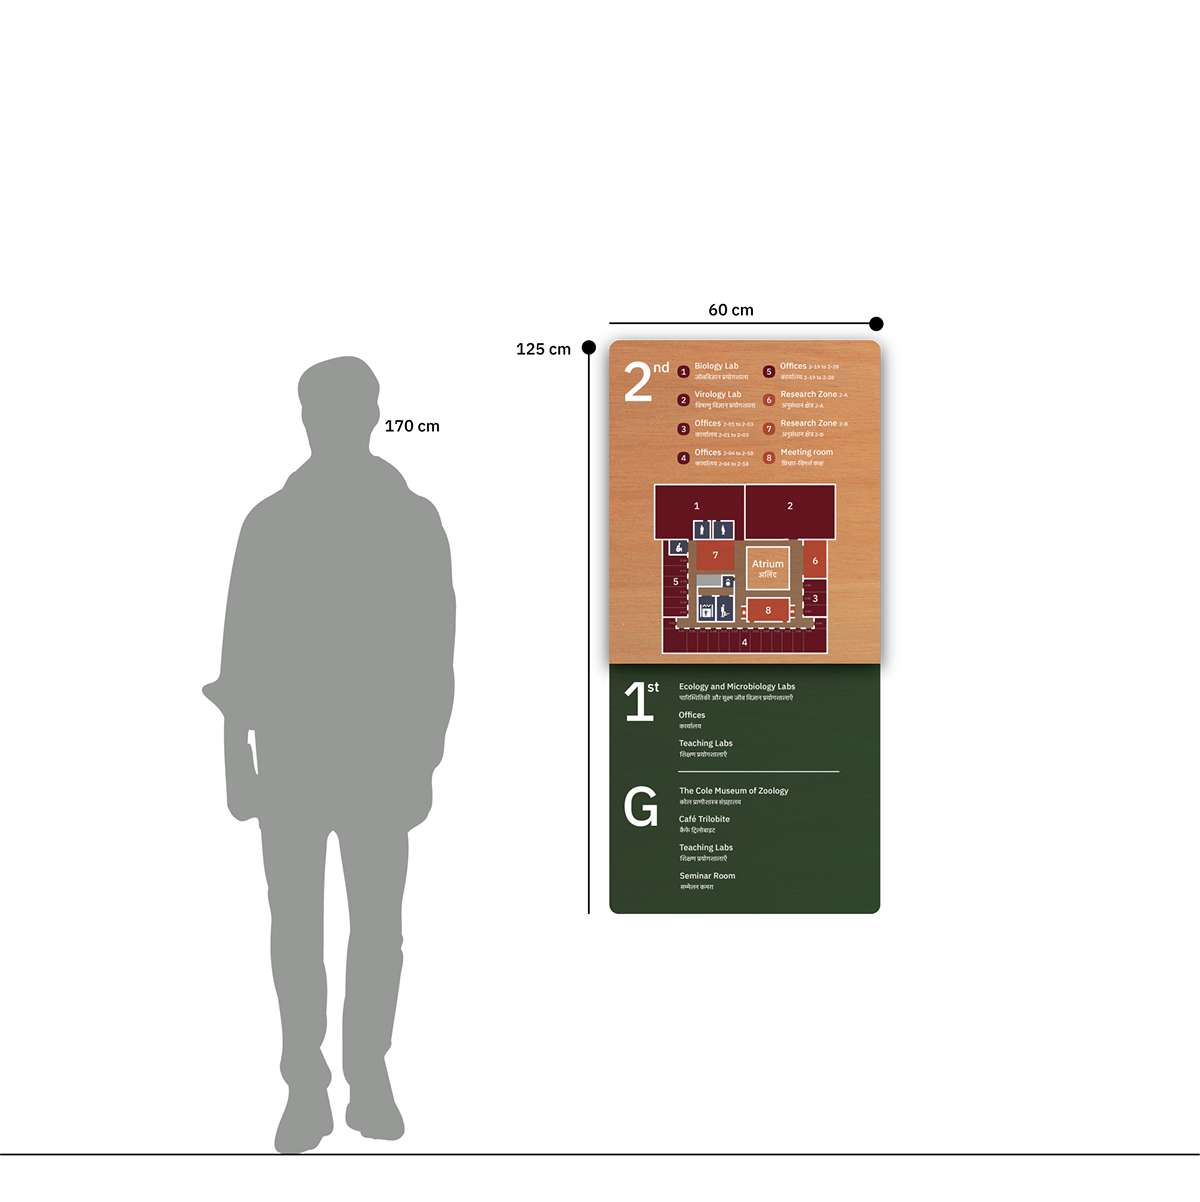 60 cm
125 cm
170 cm
2nd
1 Biology Lab
जीवविज्ञान प्रयोगशाला
2 Virology Lab
विषाणु विज्ञान प्रयोगशाला
3 Offices 2-01 to 2-03
कार्यालय 2-01 to 2-03
4 Offices 2-04 to 2-18
कार्यालय 2-04 to 2-18
5 Offices 2-19 to 2-28
कार्यालय 2-19 to 2-28
6 Research Zone 2-A
अनुसंधान क्षेत्र 2-A
7 Research Zone 2-B
अनुसंधान क्षेत्र 2-B
8 Meeting room
विचार-विमर्श कक्ष
1
2
7
Atrium
अलिंद
6
5
3
8
4
1st
Ecology and Microbiology Labs
पारिस्थितिकी और सूक्ष्म जीव विज्ञान प्रयोगशालाएँ
Offices
कार्यालय
Teaching Labs
शिक्षण प्रयोगशालाएँ
G
The Cole Museum of Zoology
कोल प्राणीशास्त्र संग्रहालय
Café Trilobite
कैफे ट्रिलोबाइट
Teaching Labs
शिक्षण प्रयोगशालाएँ
Seminar Room
सम्मेलन कमरा